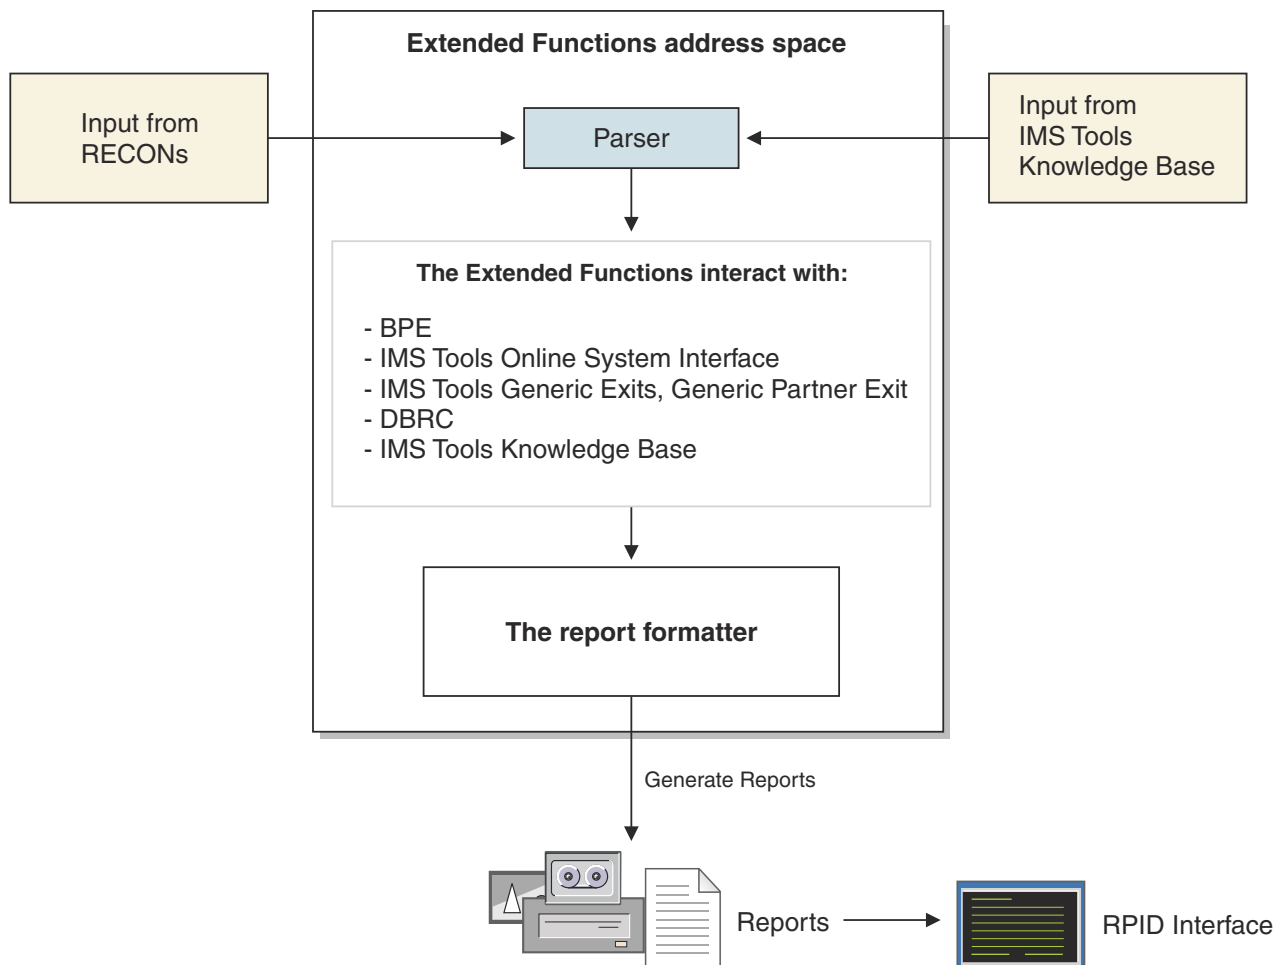 Extended Functions address space
Input from
RECONs
Parser
Input from
IMS Tools
Knowledge Base
The Extended Functions interact with:
- BPE
- IMS Tools Online System Interface
- IMS Tools Generic Exits, Generic Partner Exit
- DBRC
- IMS Tools Knowledge Base
The report formatter
Generate Reports
Reports
RPID Interface